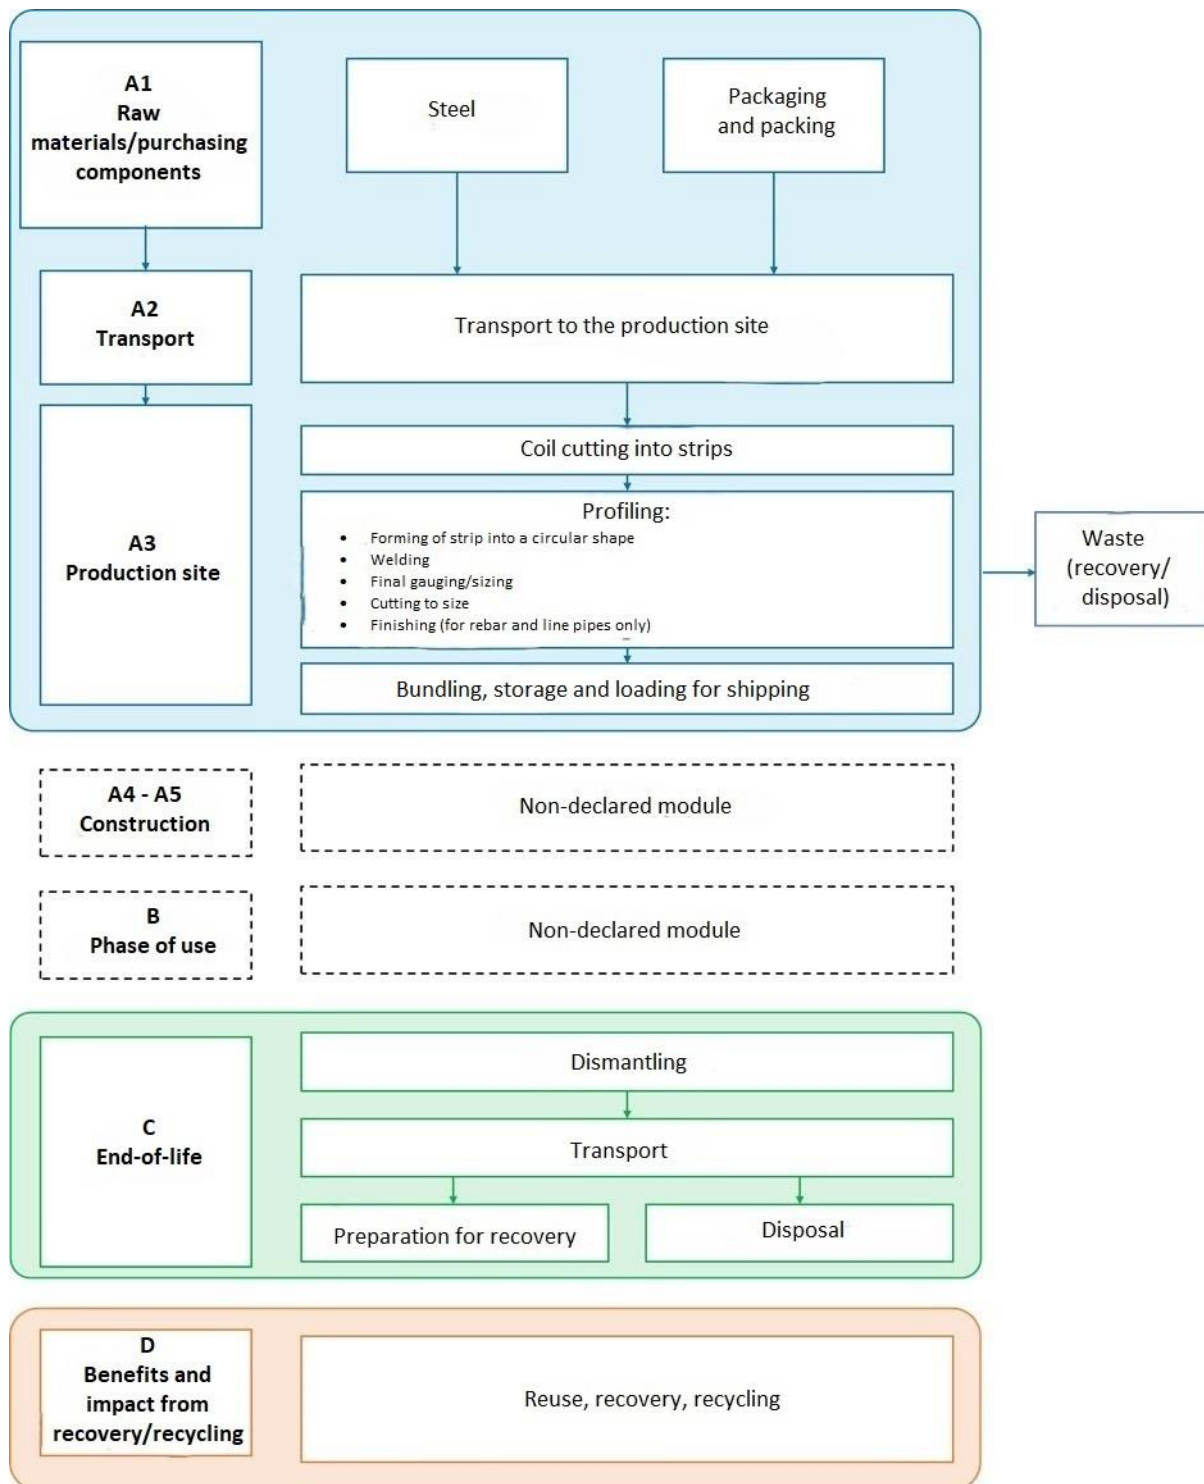 A1
Raw
materials/purchasing
components
Steel
Packaging
and packing
A2
Transport
Transport to the production site
A3
Production site
Coil cutting into strips
Profiling:
• Forming of strip into a circular shape
• Welding
• Final gauging/sizing
• Cutting to size
• Finishing (for rebar and line pipes only)
Bundling, storage and loading for shipping
Waste
(recovery/
disposal)
A4 - A5
Construction
Non-declared module
B
Phase of use
Non-declared module
C
End-of-life
Dismantling
Transport
Preparation for recovery
Disposal
D
Benefits and
impact from
recovery/recycling
Reuse, recovery, recycling